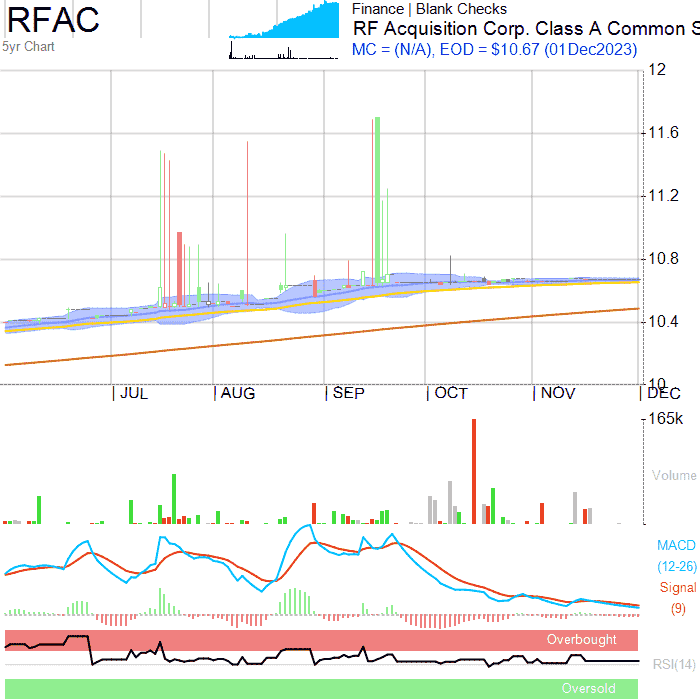 RFAC
5yr Chart
Finance | Blank Checks
RF Acquisition Corp. Class A Common S
MC = (N/A), EOD = $10.67 (01Dec2023)
12
11.6
11.2
10.8
10.4
10
JUL
AUG
SEP
OCT
NOV
DEC
165k
Volume
MACD
(12-26)
Signal
(9)
Overbought
RSI(14)
Oversold